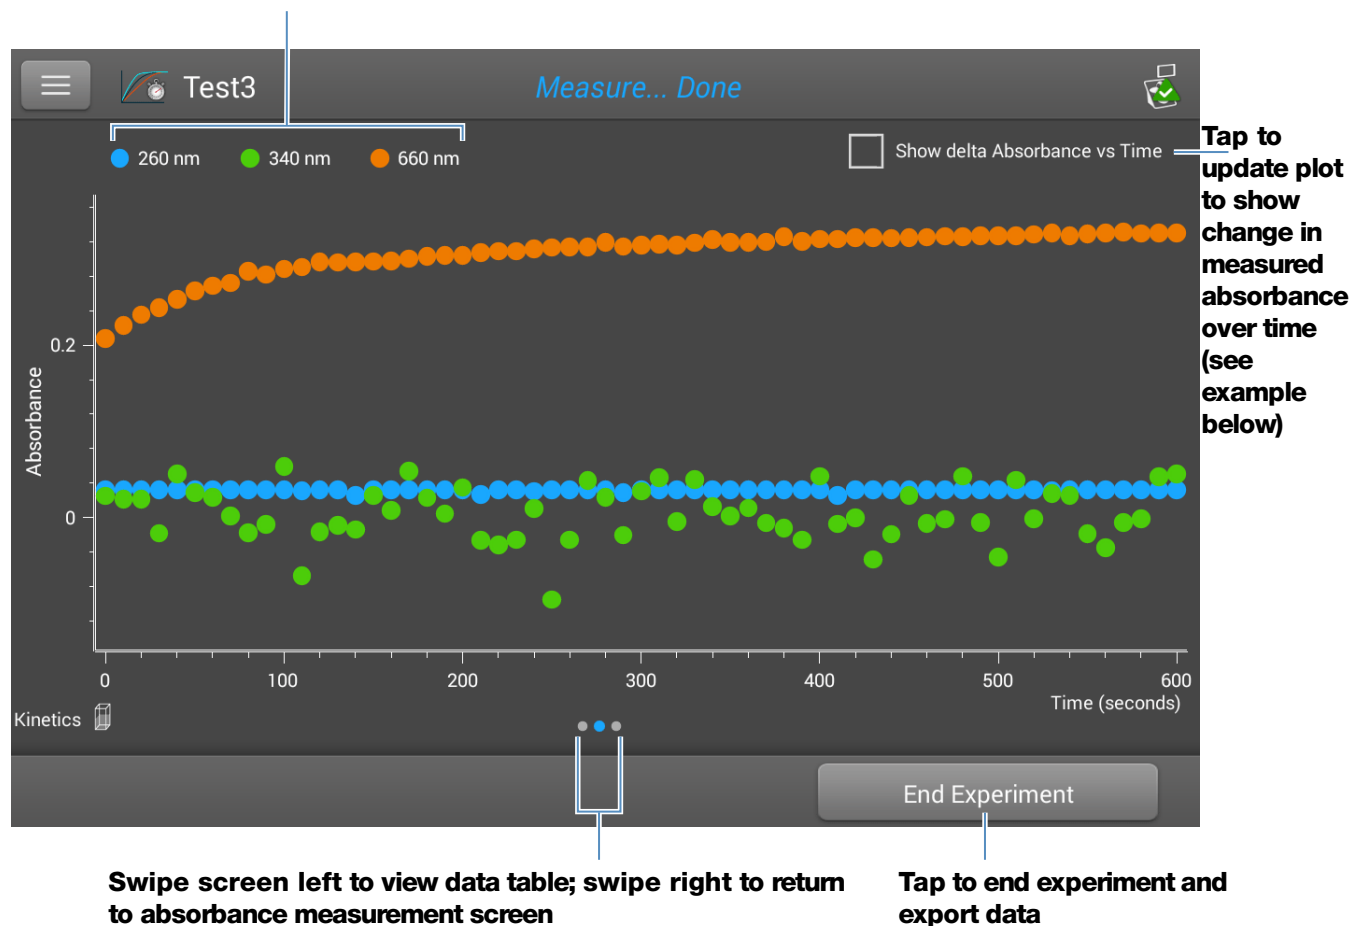 Test3
Measure... Done
260 nm
340 nm
660 nm
Show delta Absorbance vs Time
Tap to
update plot
to show
change in
measured
absorbance
over time
(see
example
below)
0.2
0
Absorbance
0
100
200
300
400
500
600
Time (seconds)
Kinetics
End Experiment
Swipe screen left to view data table; swipe right to return
to absorbance measurement screen
Tap to end experiment and
export data